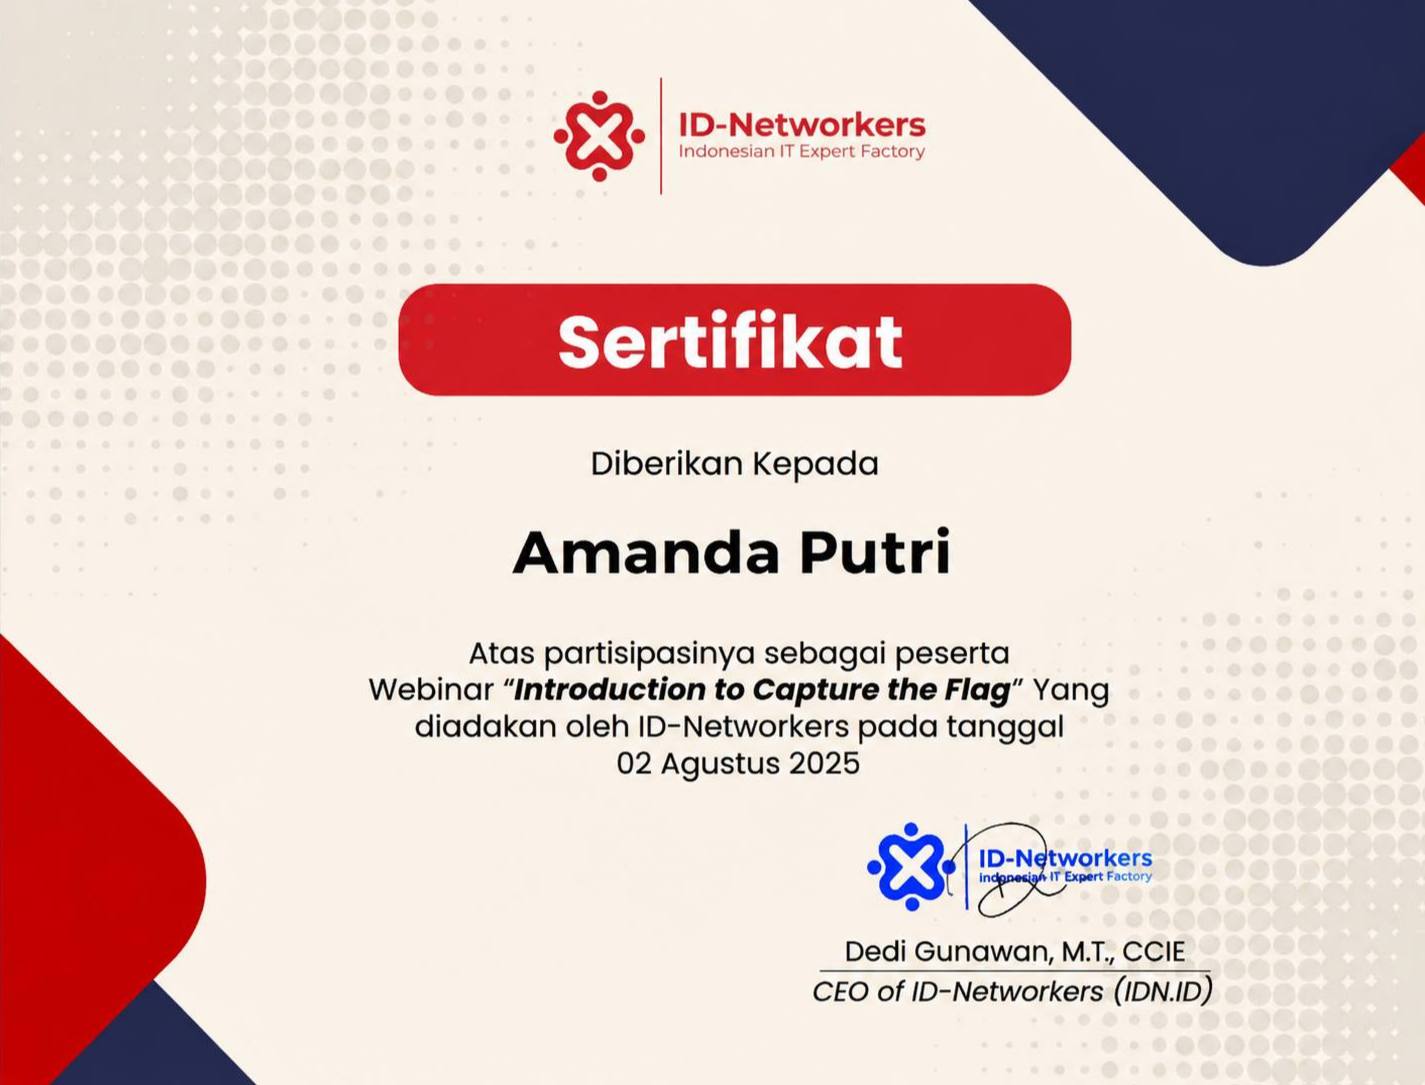 ID-Networkers
Indonesian IT Expert Factory
Sertifikat
Diberikan Kepada
Amanda Putri
Atas partisipasinya sebagai peserta
Webinar “Introduction to Capture the Flag” Yang
diadakan oleh ID-Networkers pada tanggal
02 Agustus 2025
ID-Networkers
Indonesian IT Expert Factory
Dedi Gunawan, M.T., CCIE
CEO of ID-Networkers (IDN.ID)